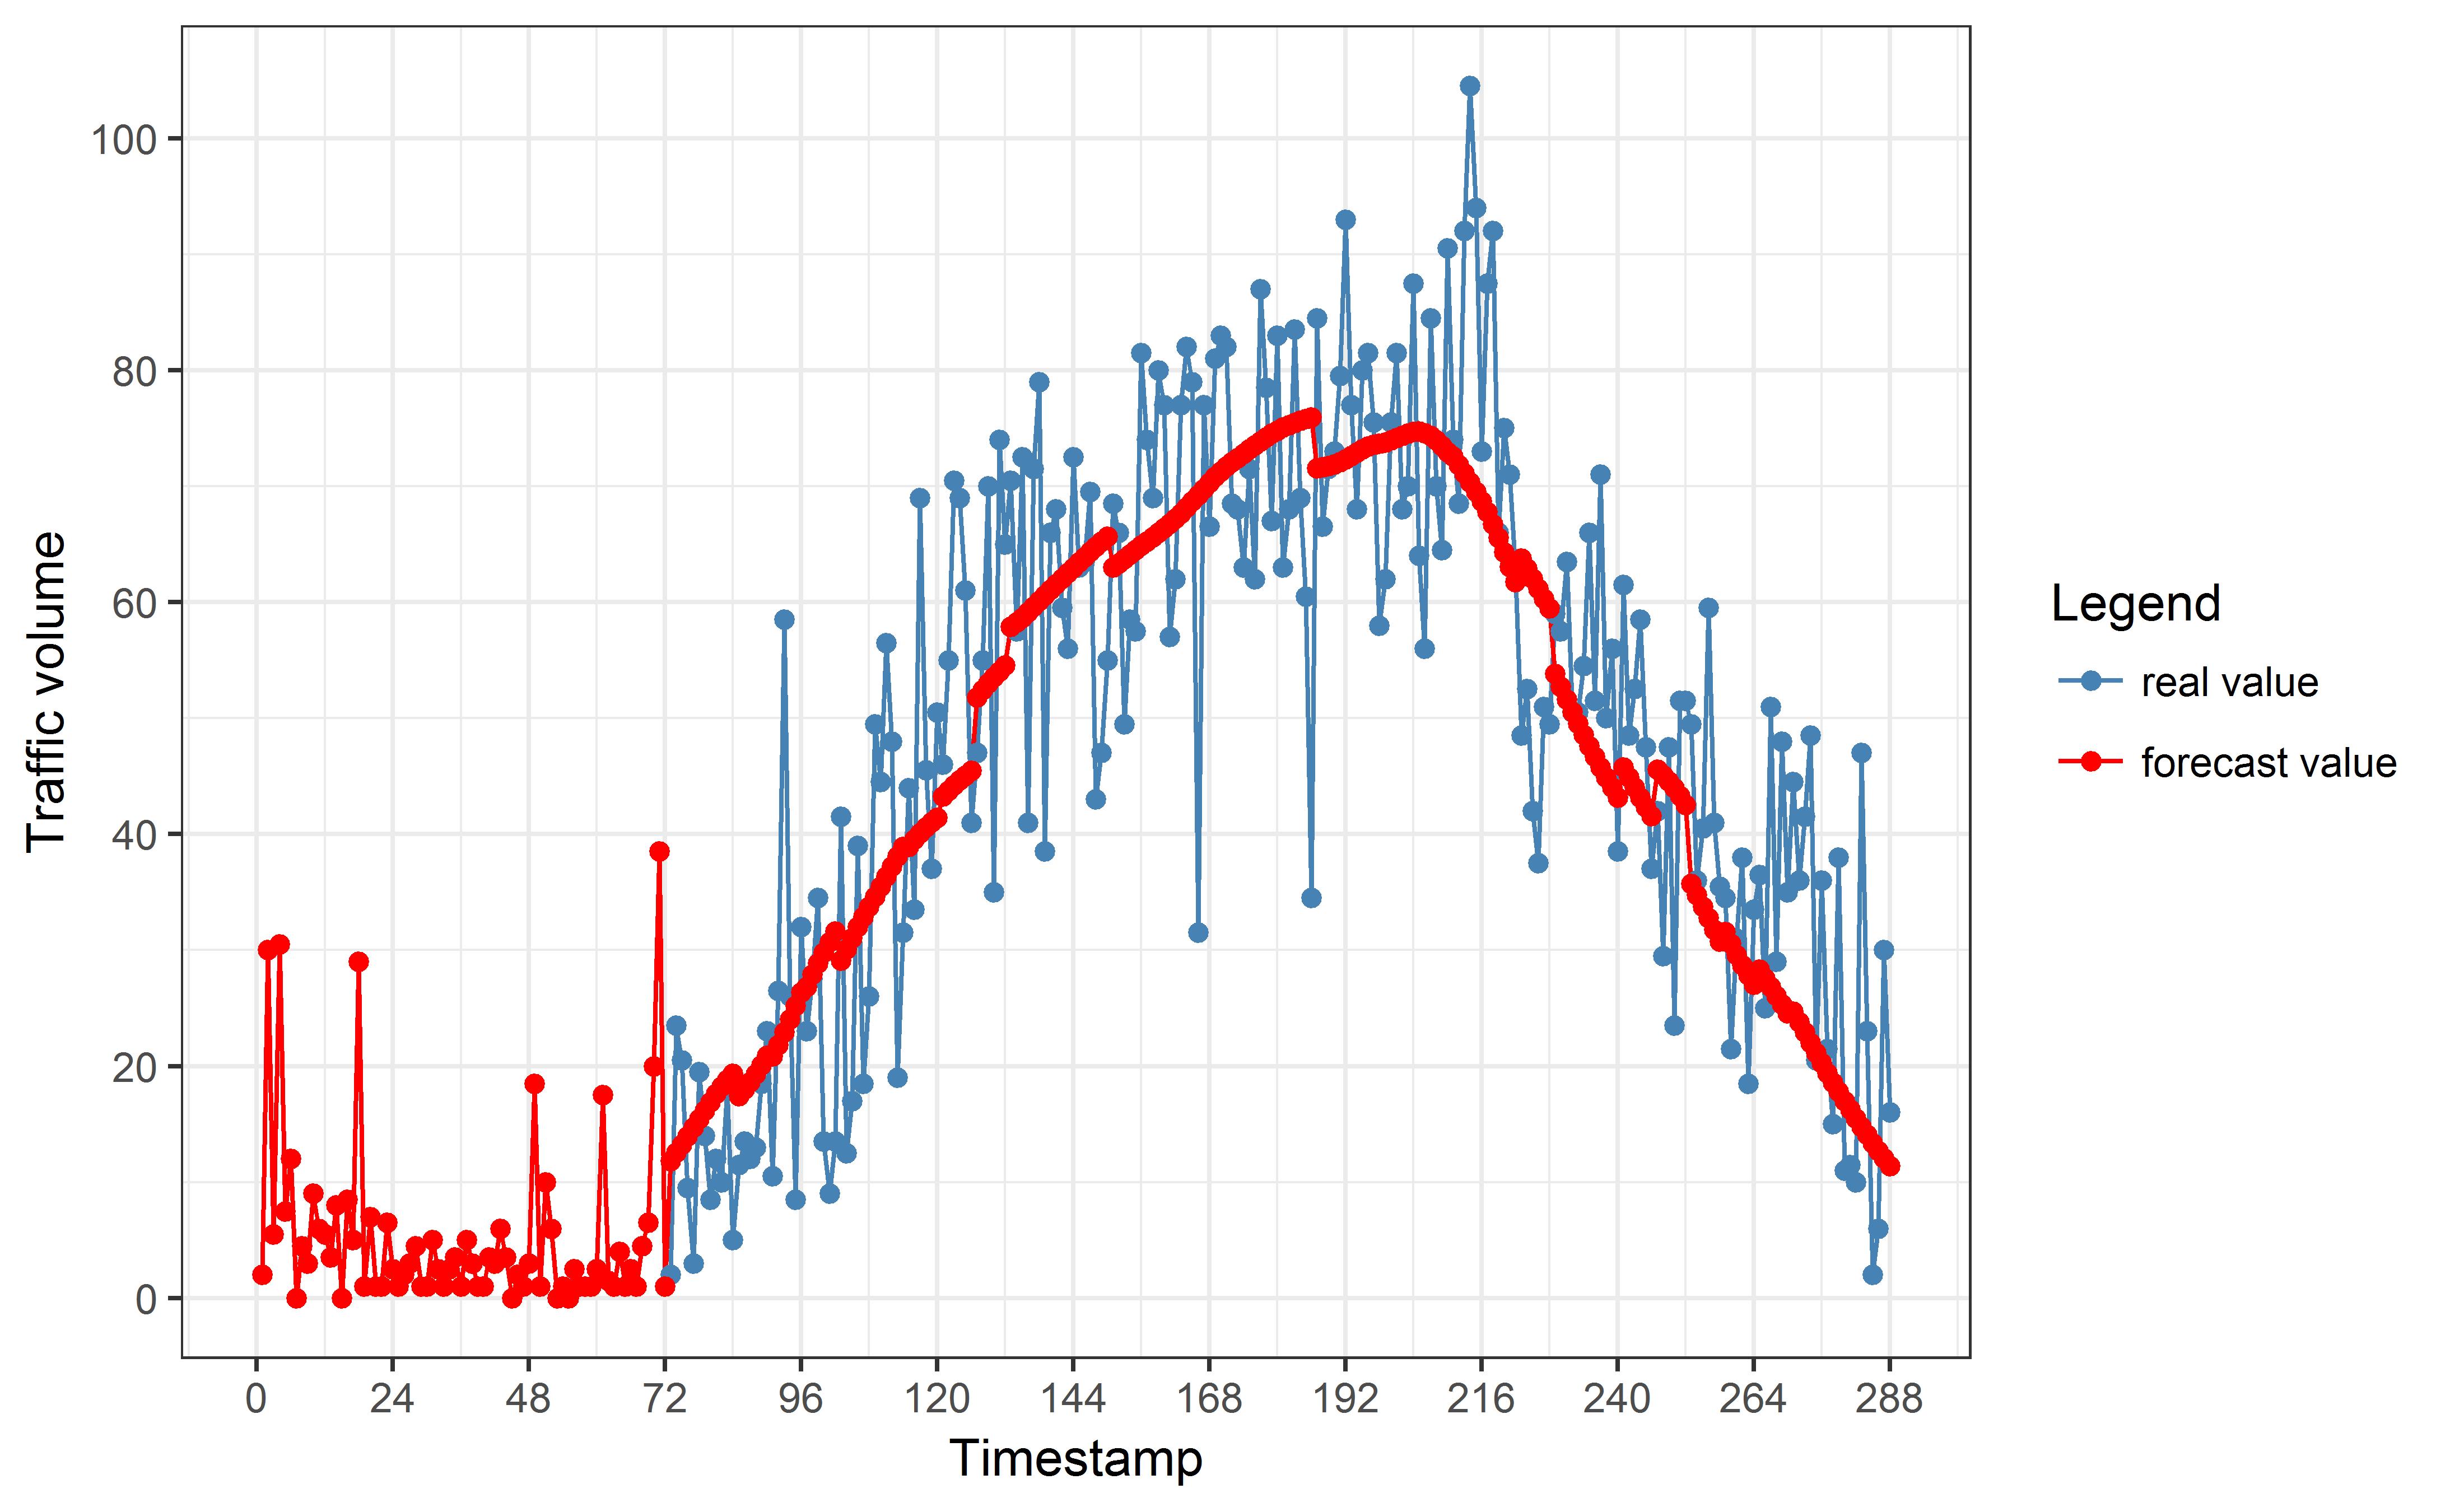 Traffic volume
100
80
60
40
20
0
0 24 48 72 96 120 144 168 192 216 240 264 288
Timestamp
Legend
real value
forecast value